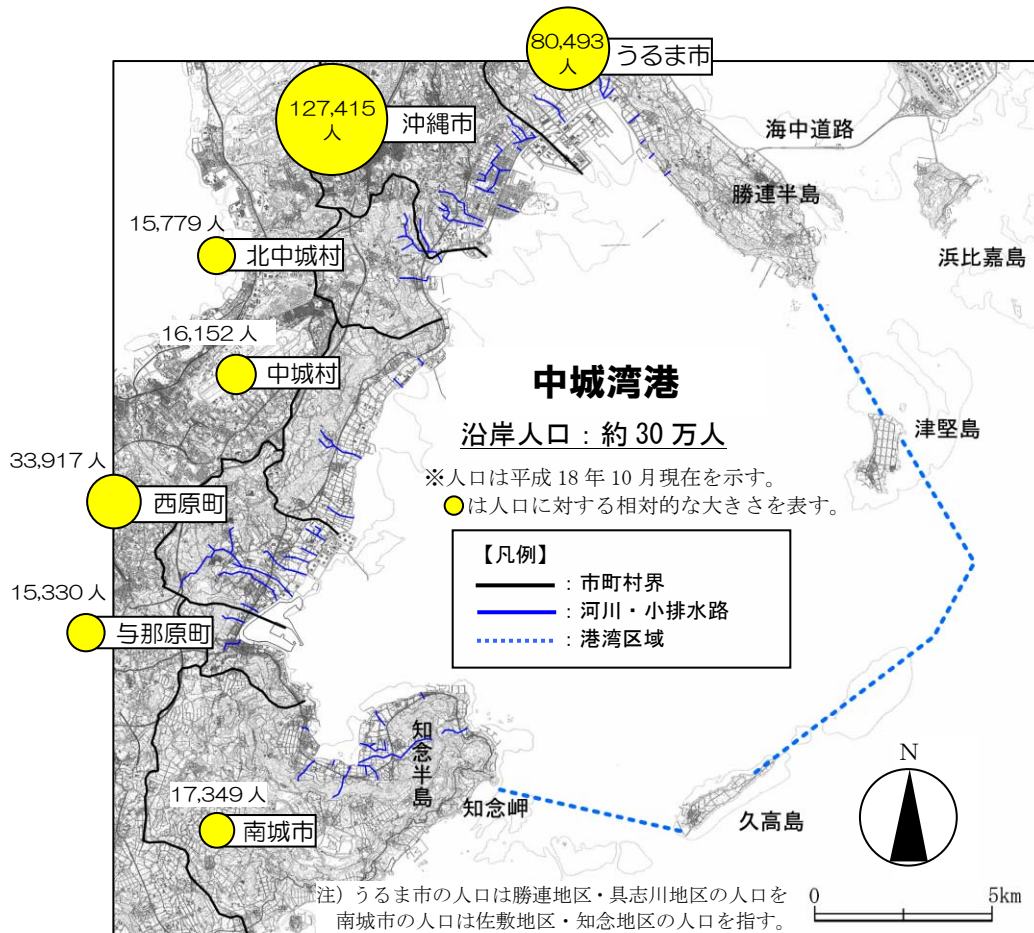 80,493
人
うるま市
127,415
人
沖縄市
海中道路
勝連半島
15,779 人
北中城村
浜比嘉島
16,152 人
中城村
中城湾港
沿岸人口：約 30 万人
津堅島
33,917 人
西原町
※人口は平成 18 年 10 月現在を示す。
は人口に対する相対的な大きさを表す。
【凡例】
：市町村界
：河川・小排水路
：港湾区域
15,330 人
与那原町
知念半島
N
17,349 人
南城市
知念岬
久高島
注）うるま市の人口は勝連地区・具志川地区の人口を
南城市の人口は佐敷地区・知念地区の人口を指す。
0
5km